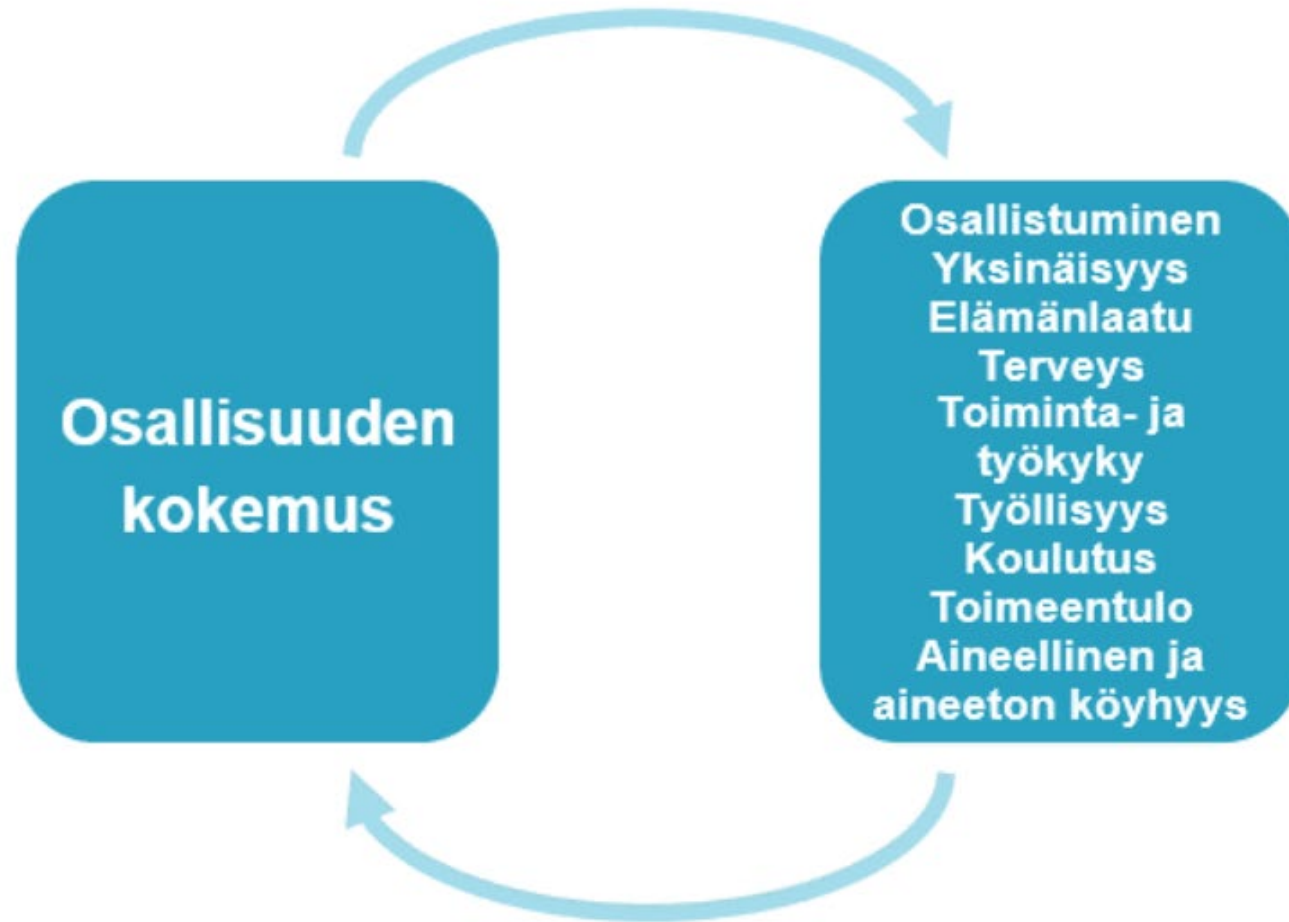 Osallisuuden
kokemus
Osallistuminen
Yksinäisyys
Elämänlaatu
Terveys
Toiminta- ja
työkyky
Työllisyys
Koulutus
Toimeentulo
Aineellinen ja
aineeton köyhyys